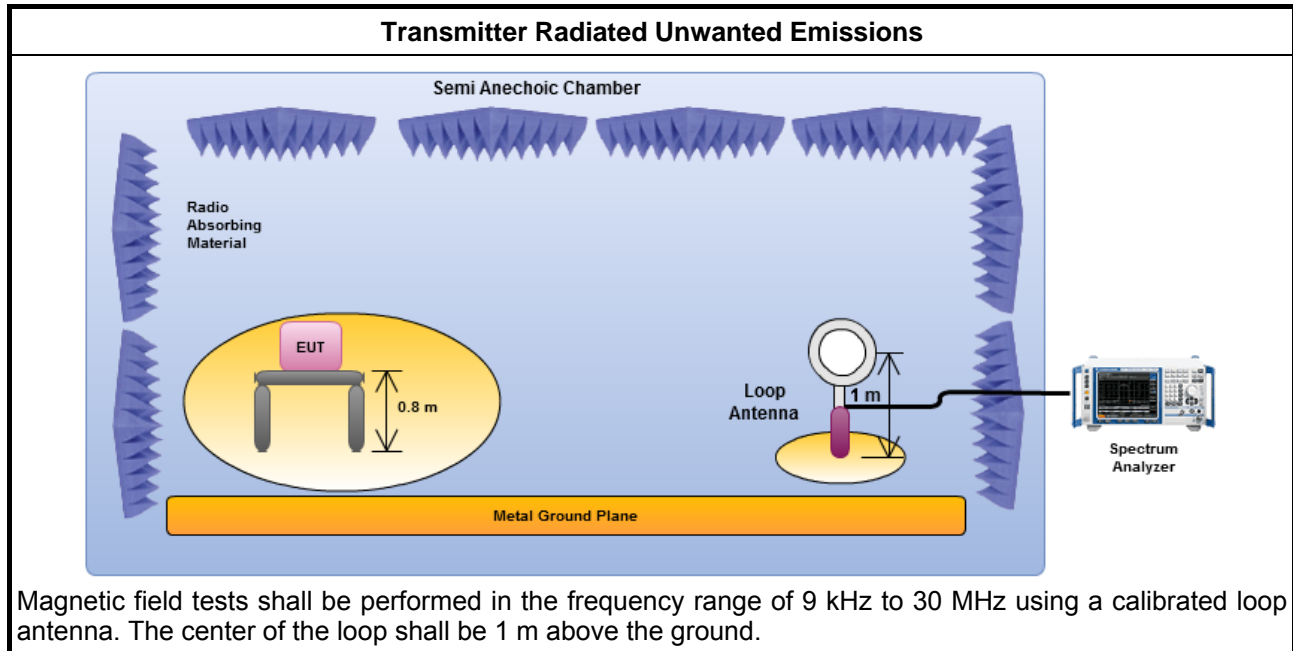 Transmitter Radiated Unwanted Emissions
Semi Anechoic Chamber
Radio
Absorbing
Material
EUT
0.8 m
Loop
Antenna
1 m
Spectrum
Analyzer
Metal Ground Plane
Magnetic field tests shall be performed in the frequency range of 9 kHz to 30 MHz using a calibrated loop
antenna. The center of the loop shall be 1 m above the ground.